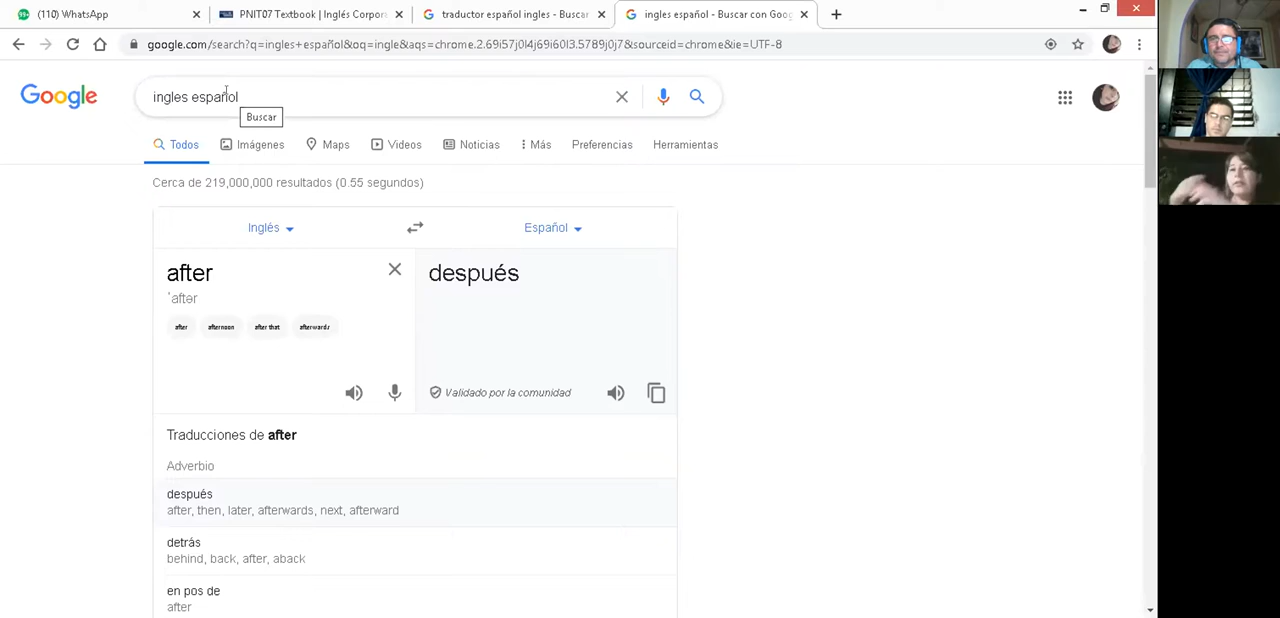 (110) WhatsApp
PNIT07 Textbook | Inglés Corpora
traductor español ingles - Buscar
ingles español - Buscar con Goog
google.com/search?q=ingles+español&oq=ingle&aqs=chrome.2.69i57j0l4j69i60l3.5789j0j7&sourceid=chrome&ie=UTF-8
Google
ingles español
Buscar
Todos
Imágenes
Maps
Videos
Noticias
Más
Preferencias
Herramientas
Cerca de 219,000,000 resultados (0.55 segundos)
Inglés
Español
after
ˈaftər
después
after
afternoon
after that
afterwards
Validado por la comunidad
Traducciones de after
Adverbio
después
after, then, later, afterwards, next, afterward
detrás
behind, back, after, aback
en pos de
after